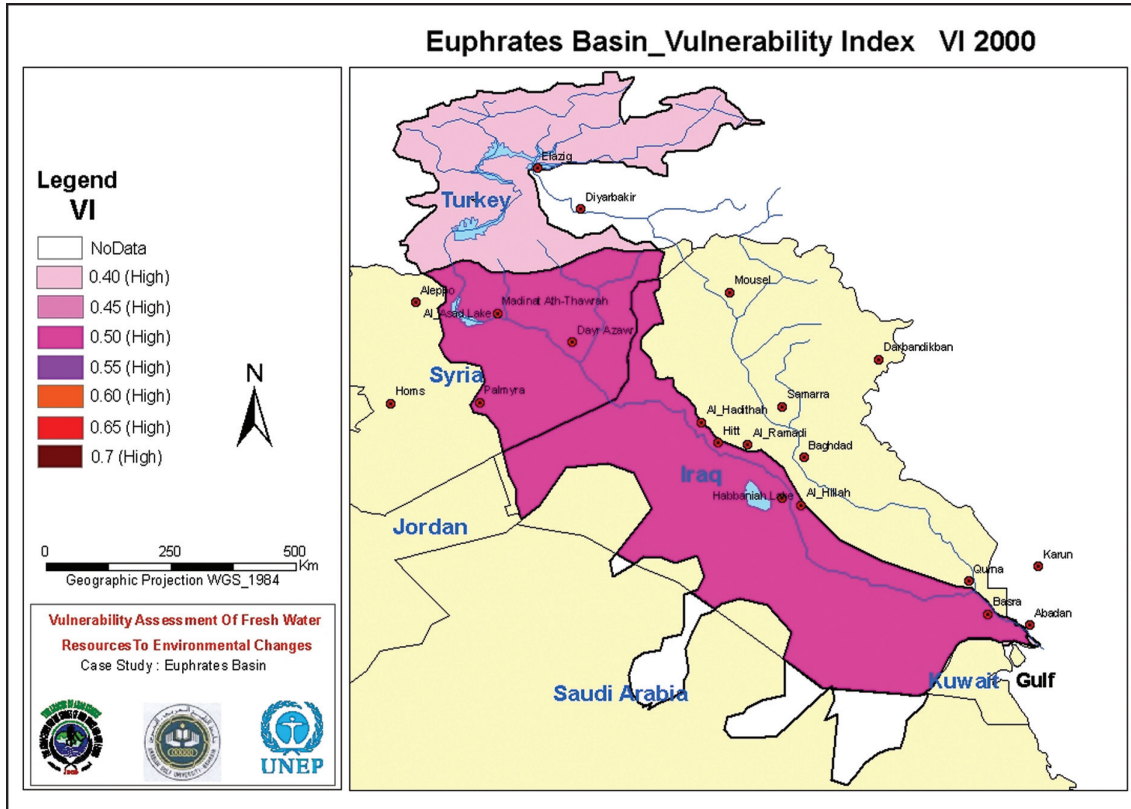 Euphrates Basin_Vulnerability Index VI 2000
Legend
VI
NoData
0.40 (High)
0.45 (High)
0.50 (High)
0.55 (High)
0.60 (High)
0.65 (High)
0.7 (High)
N
0 250 500
Km
Geographic Projection WGS_1984
Vulnerability Assessment Of Fresh Water
Resources To Environmental Changes
Case Study : Euphrates Basin
UNEP
Elazig
Turkey
Diyarbakir
Aleppo
Madinat Ath-Thawrah
Al_Asad Lake
Mousel
Dayr Azawr
Darbandikban
Syria
Homs
Palmyra
Samarra
Al_Hadithah
Hitt
Al_Ramadi
Baghdad
Iraq
Habbaniah Lake
Al_Hillah
Jordan
Karun
Qurna
Basra
Abadan
Saudi Arabia
Kuwait
Gulf